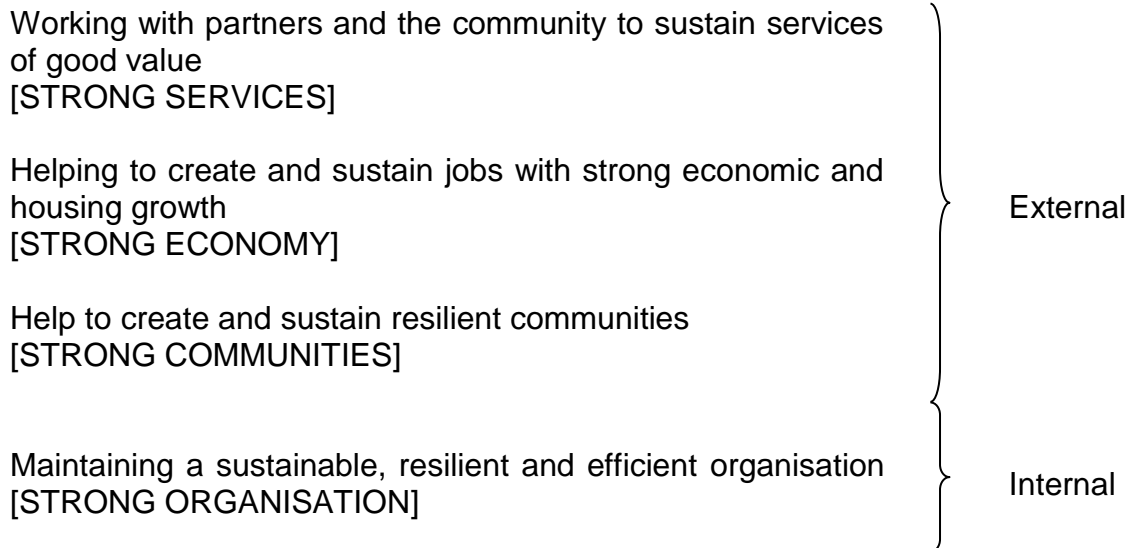 Working with partners and the community to sustain services
of good value
[STRONG SERVICES]
Helping to create and sustain jobs with strong economic and
housing growth
[STRONG ECONOMY]
External
Help to create and sustain resilient communities
[STRONG COMMUNITIES]
Maintaining a sustainable, resilient and efficient organisation
[STRONG ORGANISATION]
Internal